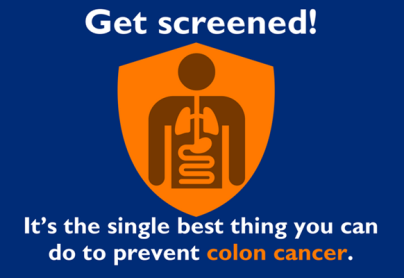 Get screened!
It's the single best thing you can
do to prevent colon cancer.